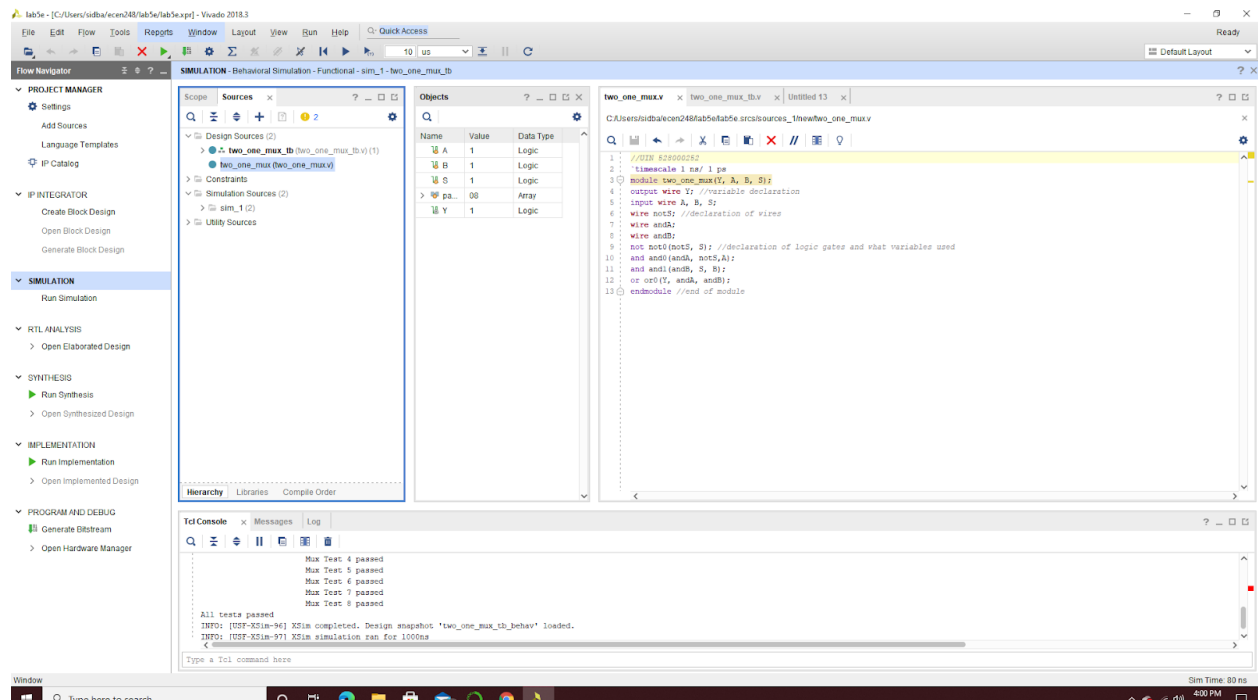 lab5e - [C:/Users/sidba/ecen248/lab5e/lab5e.xpr] - Vivado 2018.3
File Edit Flow Tools Reports Window Layout View Run Help Quick Access
Ready
10 us
Default Layout
Flow Navigator
SIMULATION - Behavioral Simulation - Functional - sim_1 - two_one_mux_tb
PROJECT MANAGER
Settings
Add Sources
Language Templates
IP Catalog
IP INTEGRATOR
Create Block Design
Open Block Design
Generate Block Design
SIMULATION
Run Simulation
RTL ANALYSIS
Open Elaborated Design
SYNTHESIS
Run Synthesis
Open Synthesized Design
IMPLEMENTATION
Run Implementation
Open Implemented Design
PROGRAM AND DEBUG
Generate Bitstream
Open Hardware Manager
Scope Sources
2
Design Sources (2)
two_one_mux_tb (two_one_mux_tb.v) (1)
two_one_mux (two_one_mux.v)
Constraints
Simulation Sources (2)
sim_1 (2)
Utility Sources
Hierarchy Libraries Compile Order
Objects
Name Value Data Type
A 1 Logic
B 1 Logic
S 1 Logic
pa... 08 Array
Y 1 Logic
two_one_mux.v two_one_mux_tb.v Untitled 13
C:/Users/sidba/ecen248/lab5e/lab5e.srcs/sources_1/new/two_one_mux.v
1 //UIN 528000252
2 `timescale 1 ns/ 1 ps
3 module two_one_mux(Y, A, B, S);
4 output wire Y; //variable declaration
5 input wire A, B, S;
6 wire notS; //declaration of wires
7 wire andA;
8 wire andB;
9 not not0(notS, S); //declaration of logic gates and what variables used
10 and and0(andA, notS,A);
11 and and1(andB, S, B);
12 or or0(Y, andA, andB);
13 endmodule //end of module
Tcl Console Messages Log
Mux Test 4 passed
Mux Test 5 passed
Mux Test 6 passed
Mux Test 7 passed
Mux Test 8 passed
All tests passed
INFO: [USF-XSim-96] XSim completed. Design snapshot 'two_one_mux_tb_behav' loaded.
INFO: [USF-XSim-97] XSim simulation ran for 1000ns
Type a Tcl command here
Window
Sim Time: 80 ns
Type here to search
4:00 PM